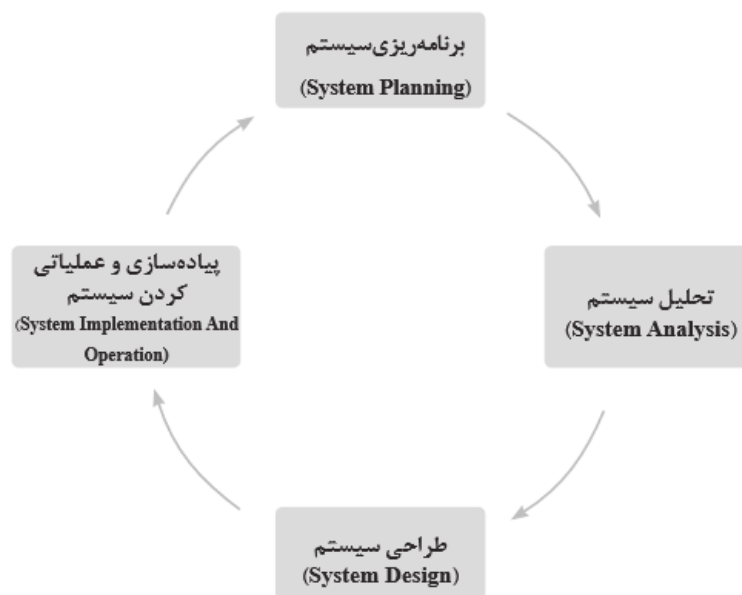 برنامه‌ریزی‌سیستم
(System Planning)
تحلیل سیستم
(System Analysis)
طراحی سیستم
(System Design)
پیاده‌سازی و عملیاتی
کردن سیستم
(System Implementation And
Operation)